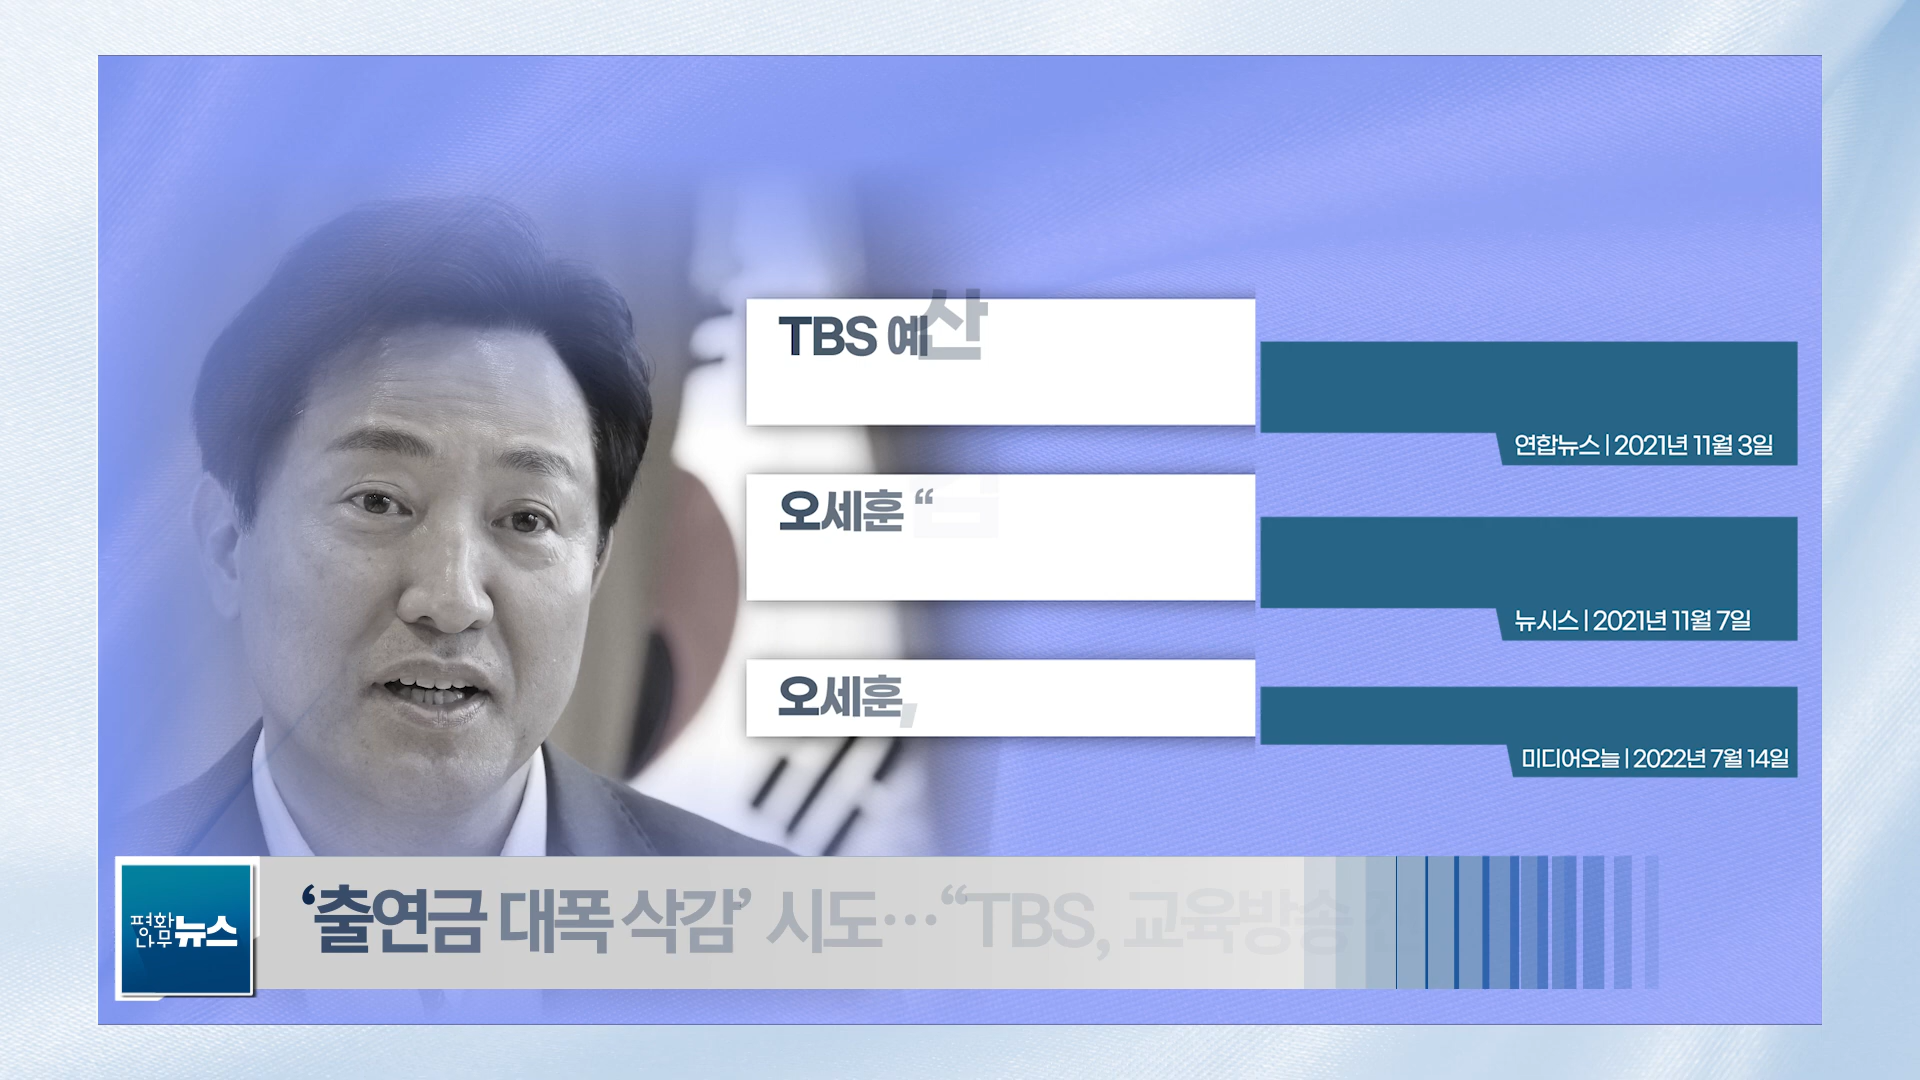 TBS 예산
연합뉴스 | 2021년 11월 3일
오세훈 “
뉴시스 | 2021년 11월 7일
오세훈,
미디어오늘 | 2022년 7월 14일
평화
나무 뉴스
‘출연금 대폭 삭감’ 시도…“TBS, 교육방송